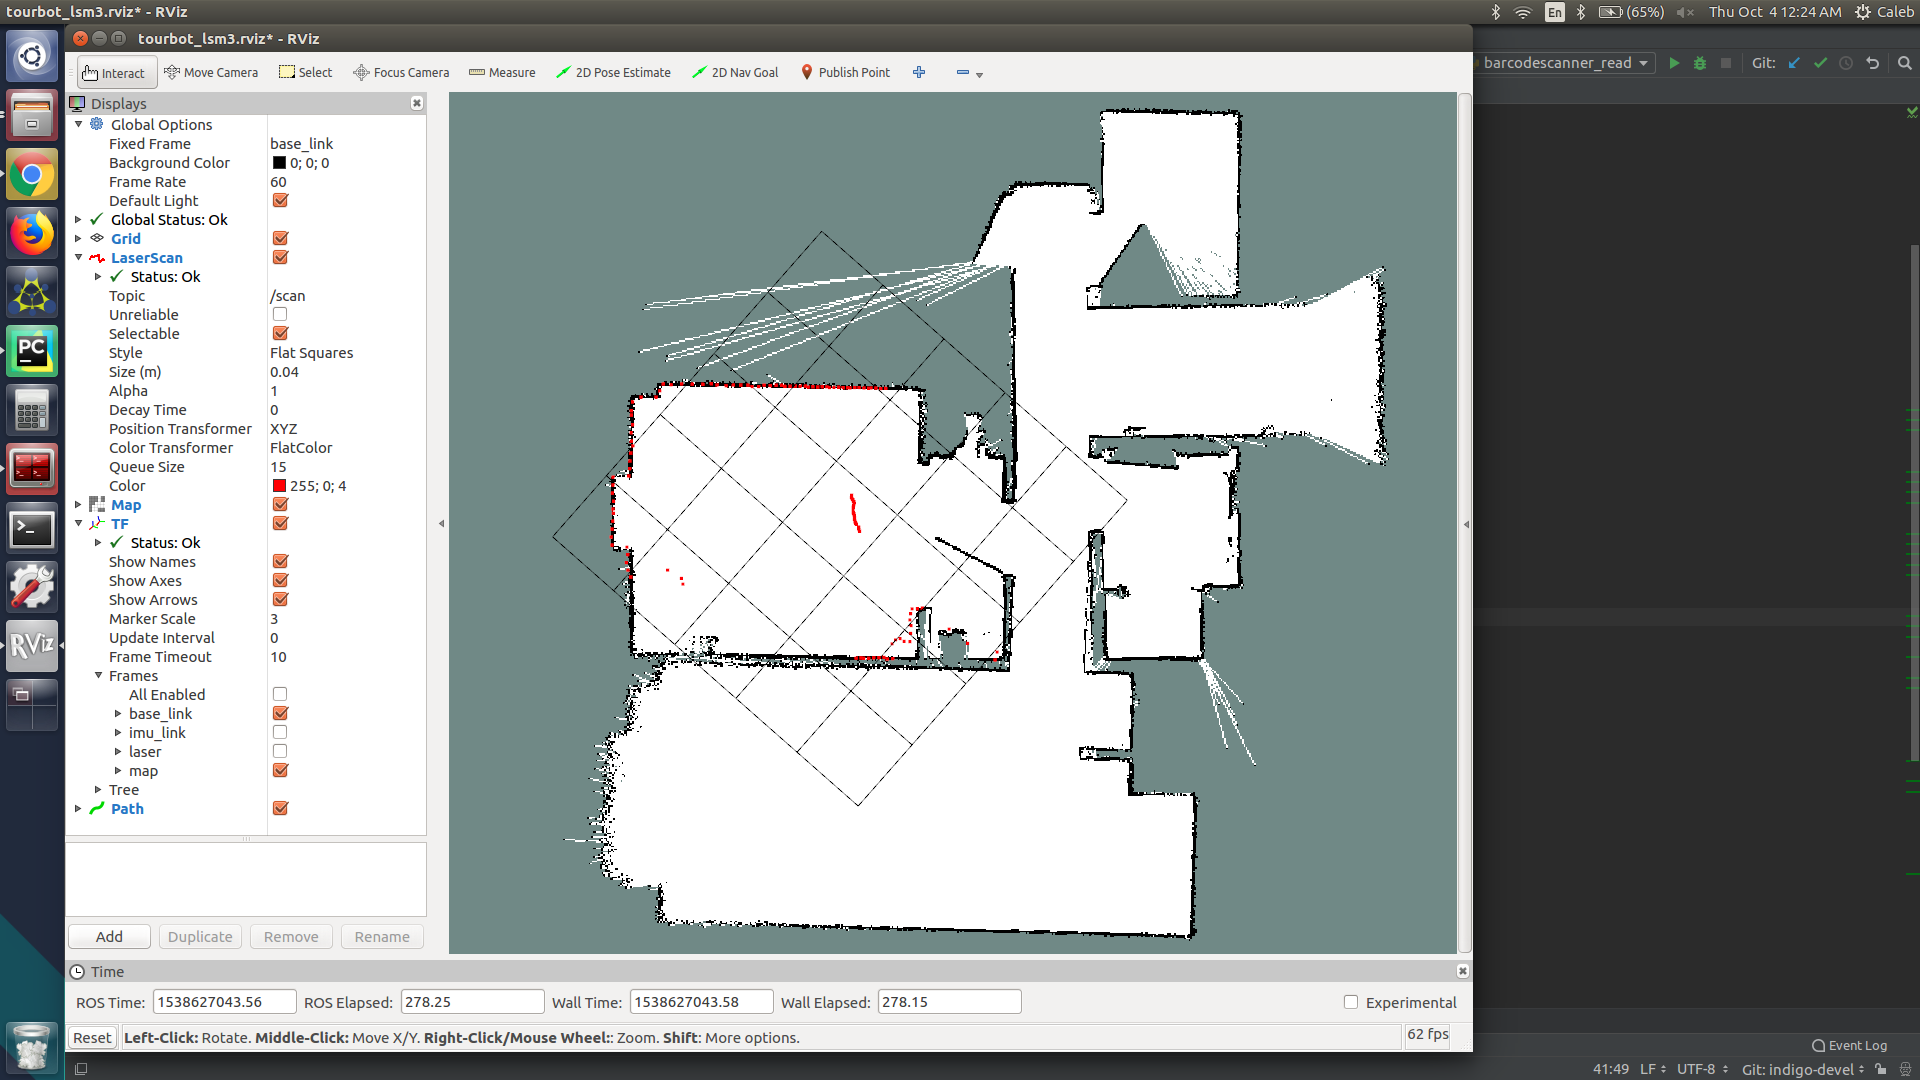 tourbot_lsm3.rviz* - RViz
En
(65%)
Thu Oct 4 12:24 AM
Caleb
tourbot_lsm3.rviz* - RViz
Interact
Move Camera
Select
Focus Camera
Measure
2D Pose Estimate
2D Nav Goal
Publish Point
barcodescanner_read
Git:
Displays
Global Options
Fixed Frame base_link
Background Color 0; 0; 0
Frame Rate 60
Default Light
Global Status: Ok
Grid
LaserScan
Status: Ok
Topic /scan
Unreliable
Selectable
Style Flat Squares
Size (m) 0.04
Alpha 1
Decay Time 0
Position Transformer XYZ
Color Transformer FlatColor
Queue Size 15
Color 255; 0; 4
Map
TF
Status: Ok
Show Names
Show Axes
Show Arrows
Marker Scale 3
Update Interval 0
Frame Timeout 10
Frames
All Enabled
base_link
imu_link
laser
map
Tree
Path
PC
RViz
Add
Duplicate
Remove
Rename
Time
ROS Time: 1538627043.56 ROS Elapsed: 278.25 Wall Time: 1538627043.58 Wall Elapsed: 278.15 Experimental
Reset
Left-Click: Rotate. Middle-Click: Move X/Y. Right-Click/Mouse Wheel:: Zoom. Shift: More options.
62 fps
Event Log
41:49 LF UTF-8 Git: indigo-devel